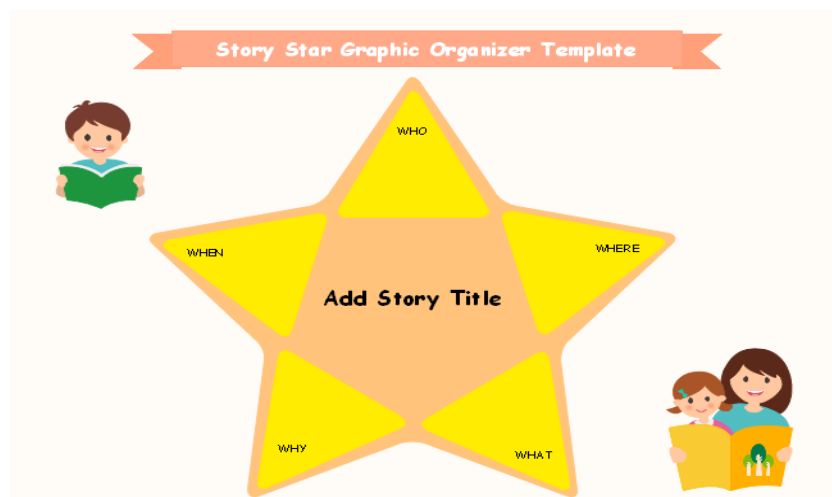 Story Star Graphic Organizer Template
WHO
WHEN
WHERE
Add Story Title
WHY
WHAT